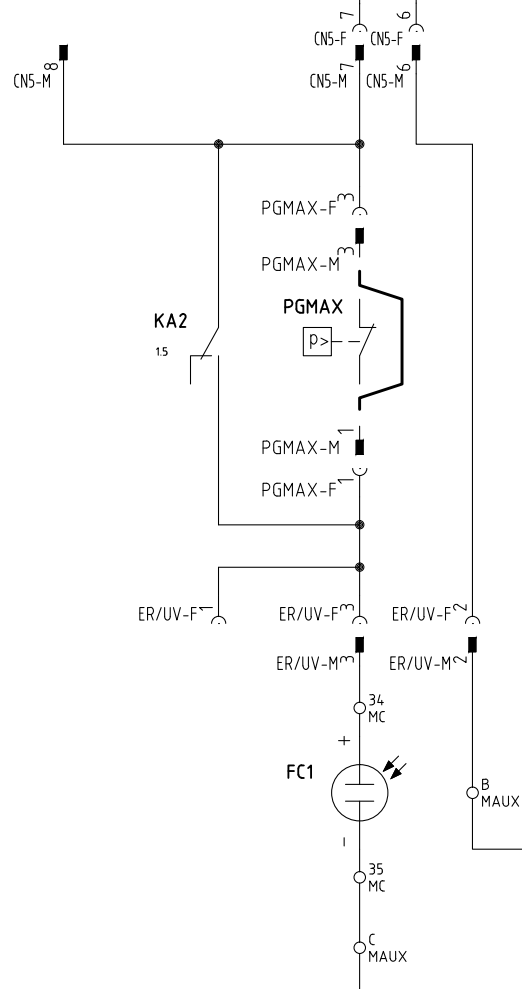 7 6
CN5-F CN5-F
8 7 6
CN5-M CN5-M CN5-M
3
PGMAX-F
3
PGMAX-M
PGMAX
KA2
1.5
p>
1
PGMAX-M
1
PGMAX-F
ER/UV-F 1 ER/UV-F 3 ER/UV-F 2
ER/UV-M 3 ER/UV-M 2
34
MC
+
FC1
B
MAUX
–
35
MC
C
MAUX